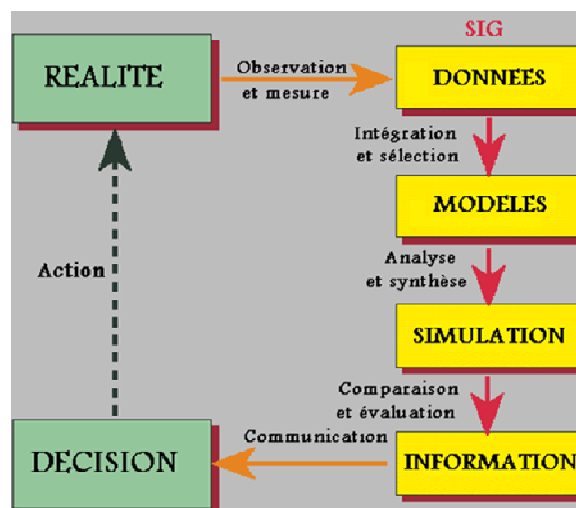 SIG
REALITE
Observation
et mesure
DONNEES
Intégration
et sélection
MODELES
Analyse
et synthèse
Action
SIMULATION
Comparaison
et évaluation
Communication
DECISION
INFORMATION